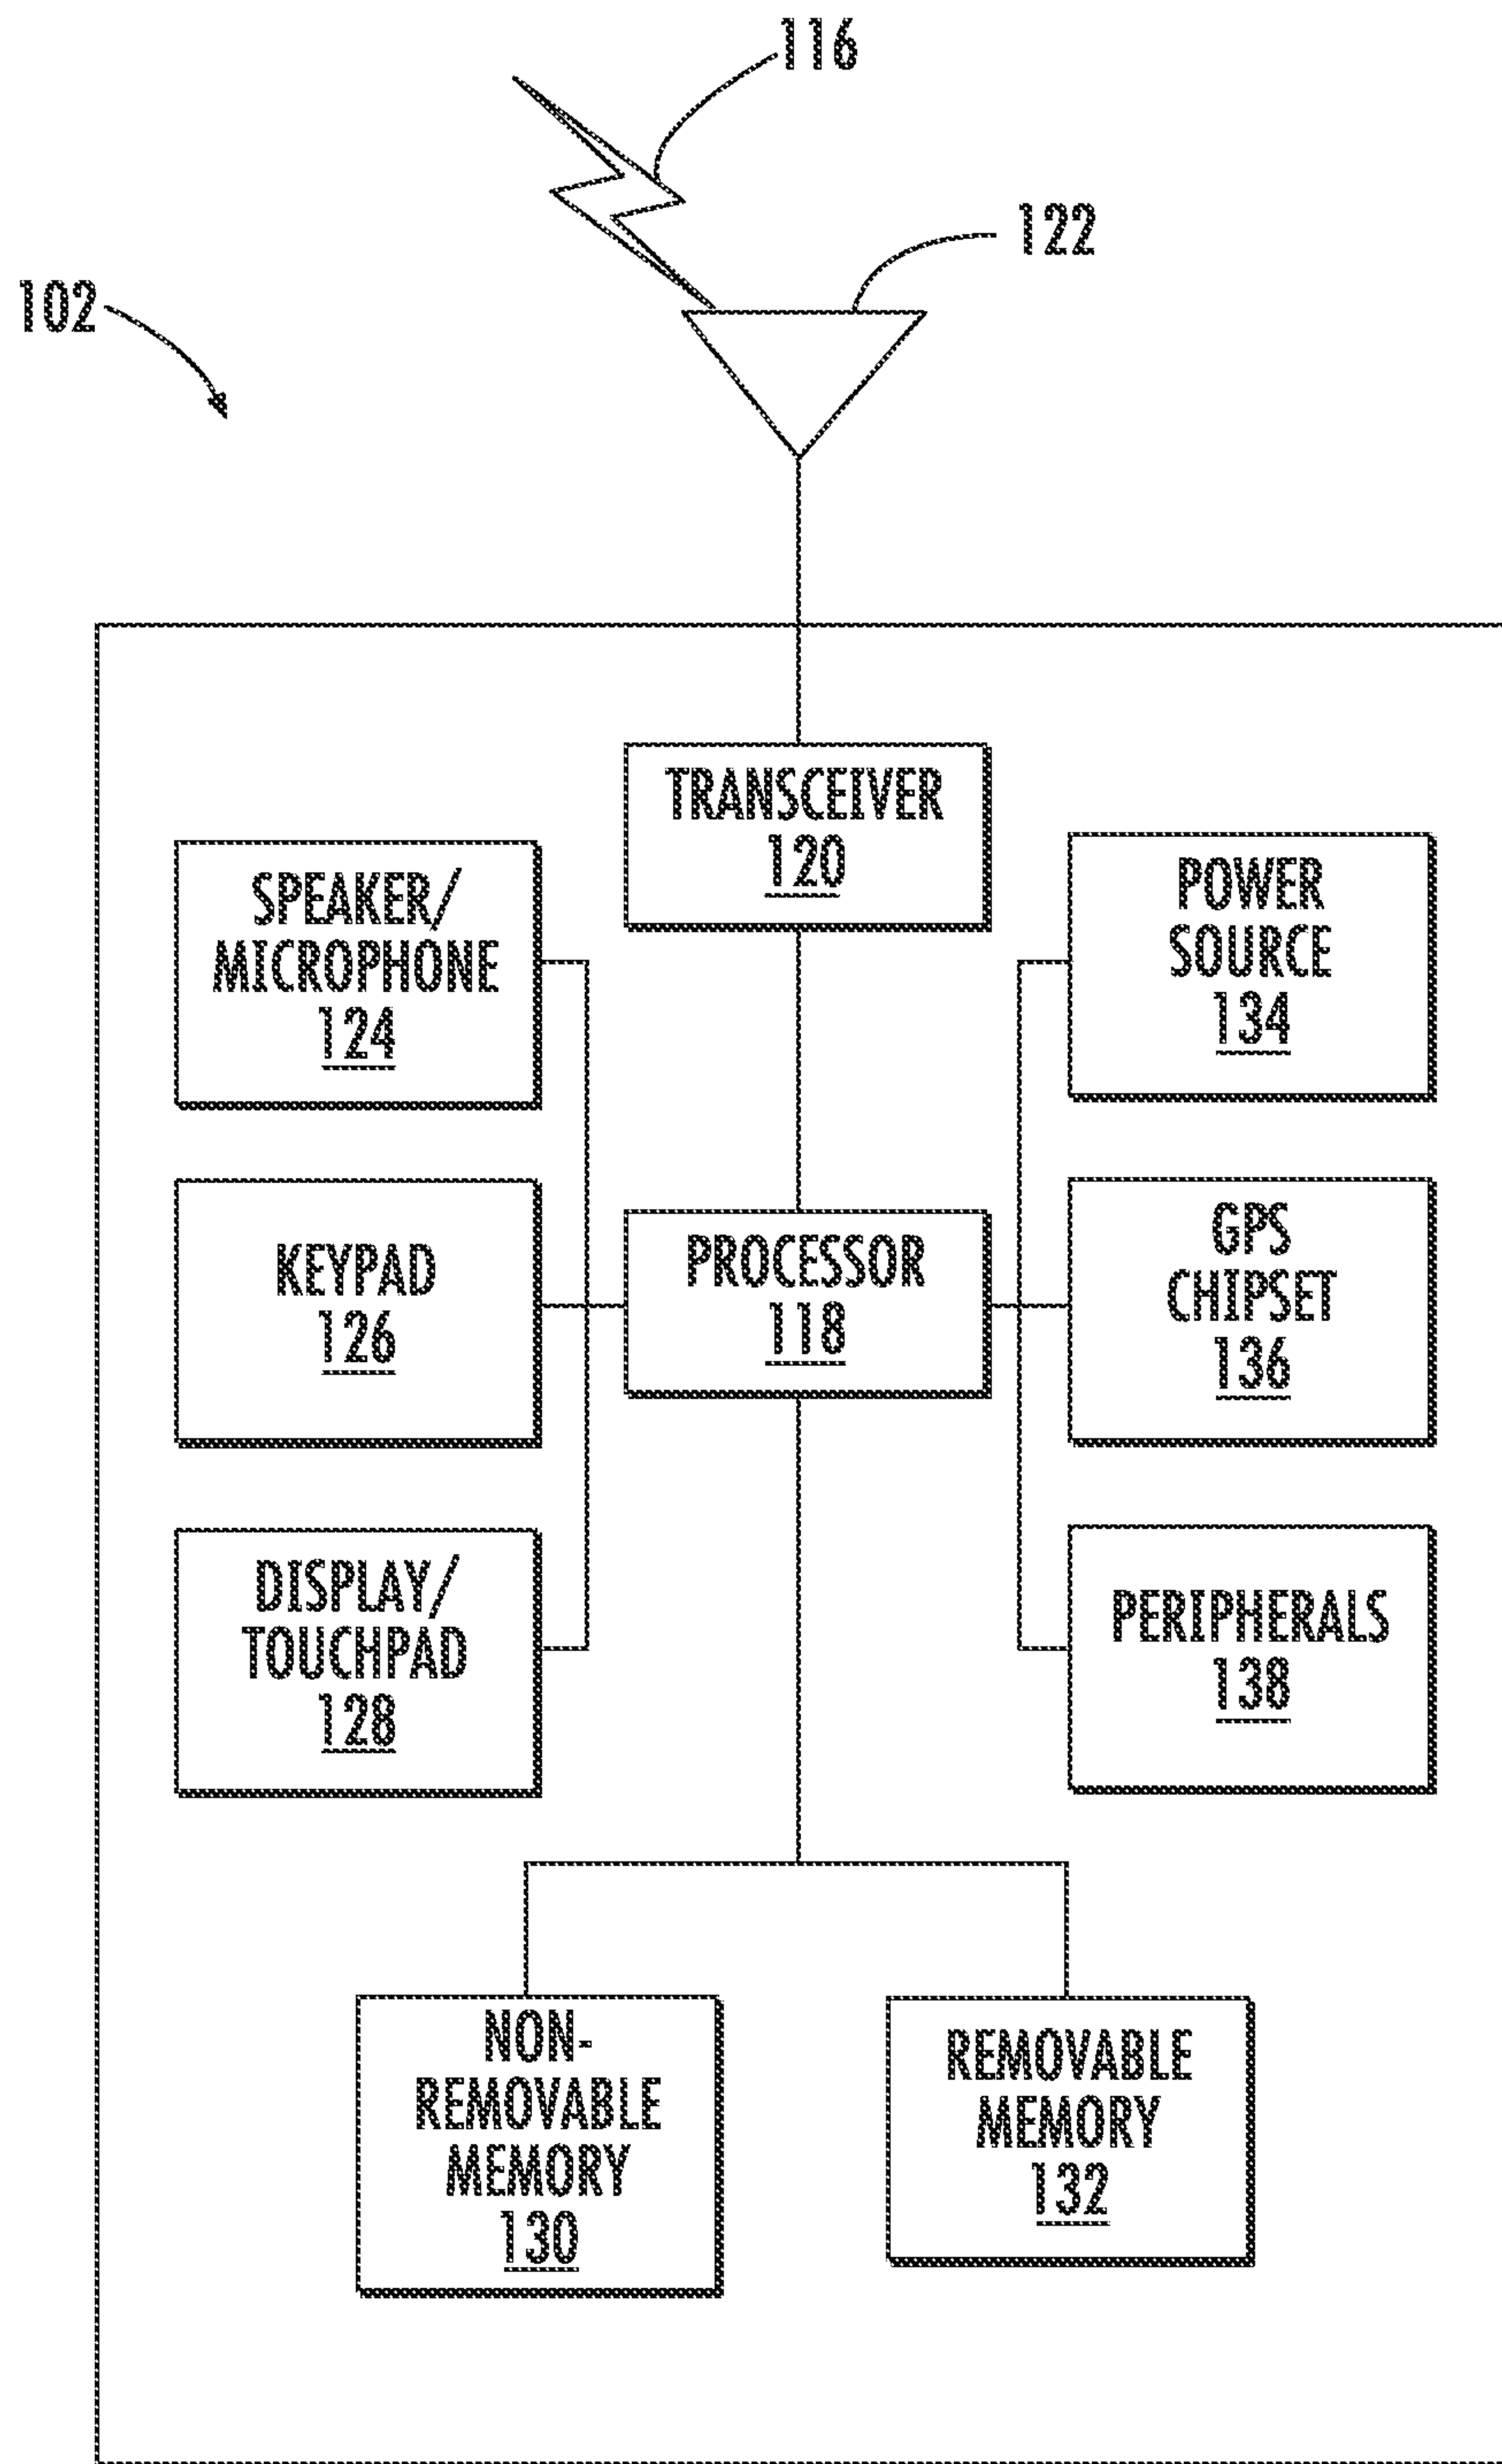 116
122
102
TRANSCEIVER
120
SPEAKER/
MICROPHONE
124
POWER
SOURCE
134
KEYPAD
126
PROCESSOR
118
GPS
CHIPSET
136
DISPLAY/
TOUCHPAD
128
PERIPHERALS
138
NON-
REMOVABLE
MEMORY
130
REMOVABLE
MEMORY
132